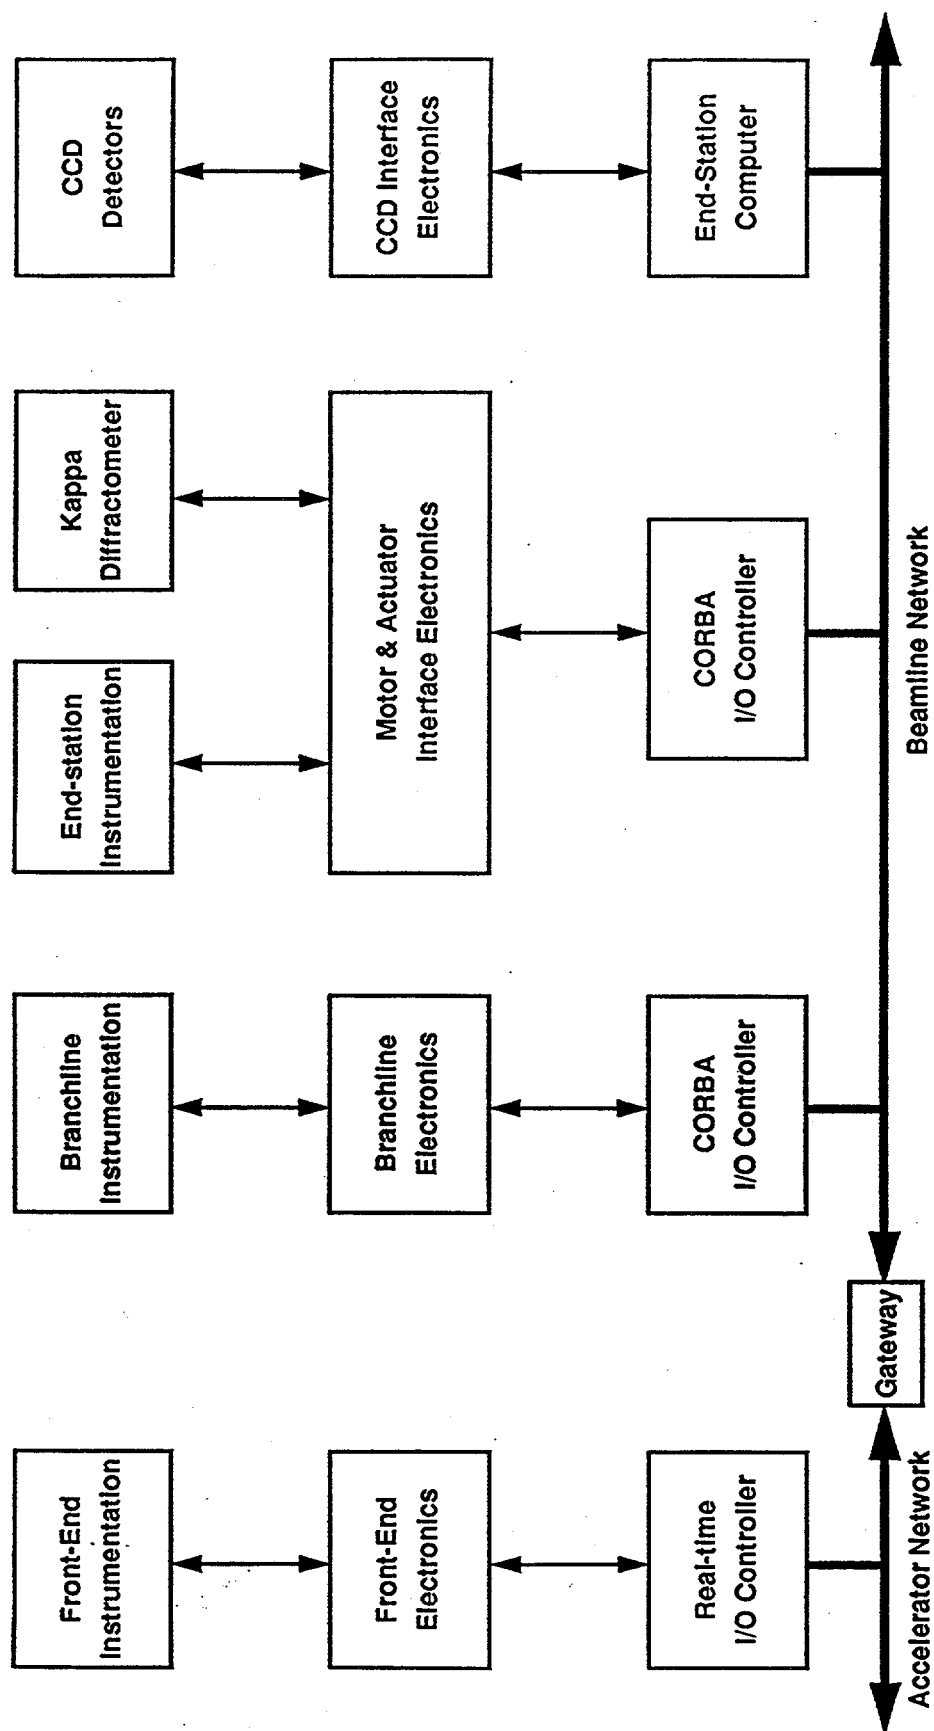 Front-End
Instrumentation
Branchline
Instrumentation
End-station
Instrumentation
Kappa
Diffractometer
CCD
Detectors
Front-End
Electronics
Branchline
Electronics
Motor & Actuator
Interface Electronics
CCD Interface
Electronics
Real-time
I/O Controller
CORBA
I/O Controller
CORBA
I/O Controller
End-Station
Computer
Gateway
Accelerator Network
Beamline Network